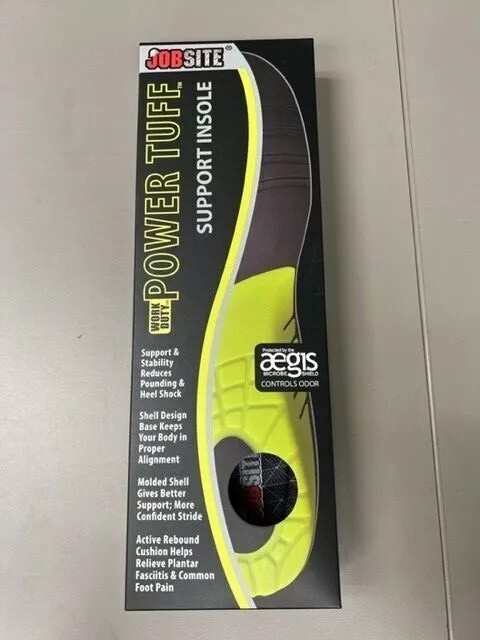 JOBSITE®
WORK DUTY POWER TUFF™
SUPPORT INSOLE
Support &
Stability
Reduces
Pounding &
Heel Shock
Shell Design
Base Keeps
Your Body in
Proper
Alignment
Molded Shell
Gives Better
Support; More
Confident Stride
Active Rebound
Cushion Helps
Relieve Plantar
Fasciitis & Common
Foot Pain
Protected by the
aegis
MICROBE SHIELD
CONTROLS ODOR
JOBSITE